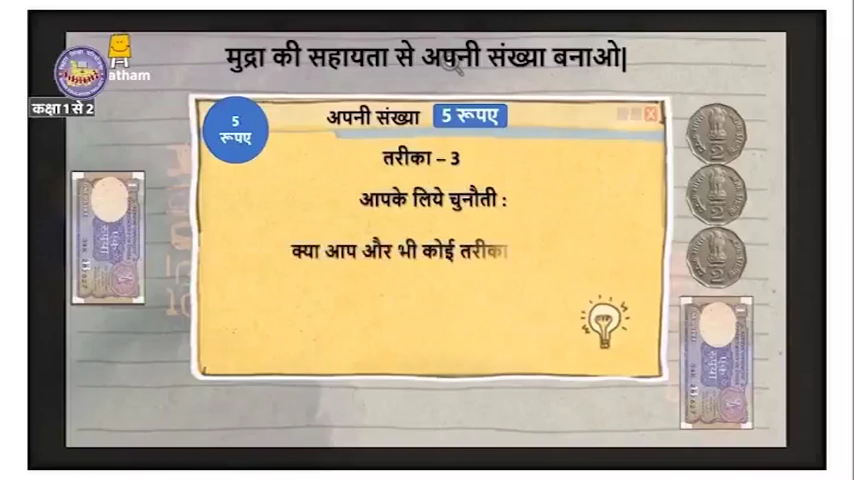 मुद्रा की सहायता से अपनी संख्या बनाओ|
atham
कक्षा 1 से 2
5
रूपए
अपनी संख्या 5 रूपए
तरीका – 3
आपके लिये चुनौती :
क्या आप और भी कोई तरीका